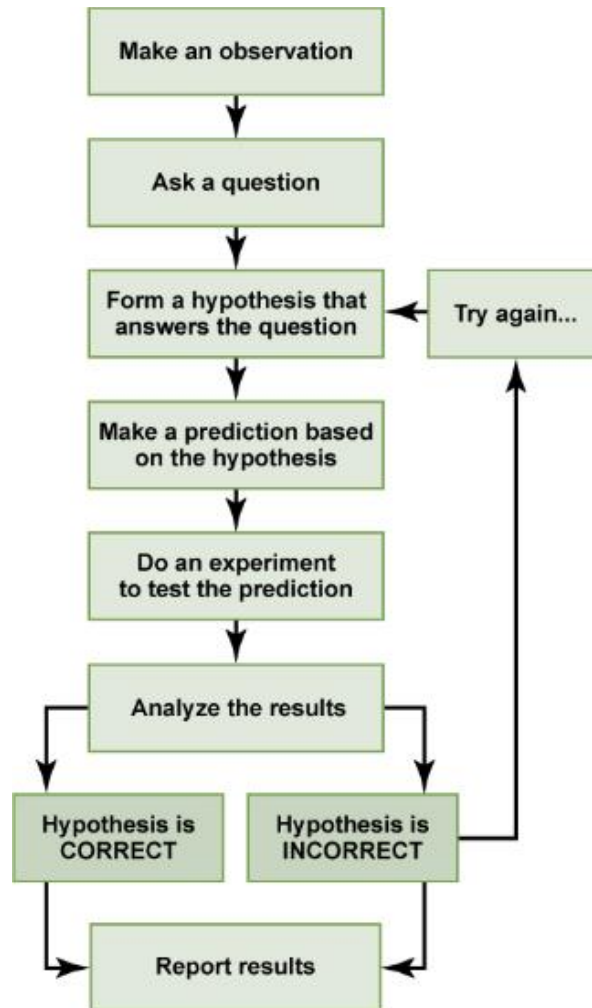 Make an observation
Ask a question
Form a hypothesis that
answers the question
Try again...
Make a prediction based
on the hypothesis
Do an experiment
to test the prediction
Analyze the results
Hypothesis is
CORRECT
Hypothesis is
INCORRECT
Report results